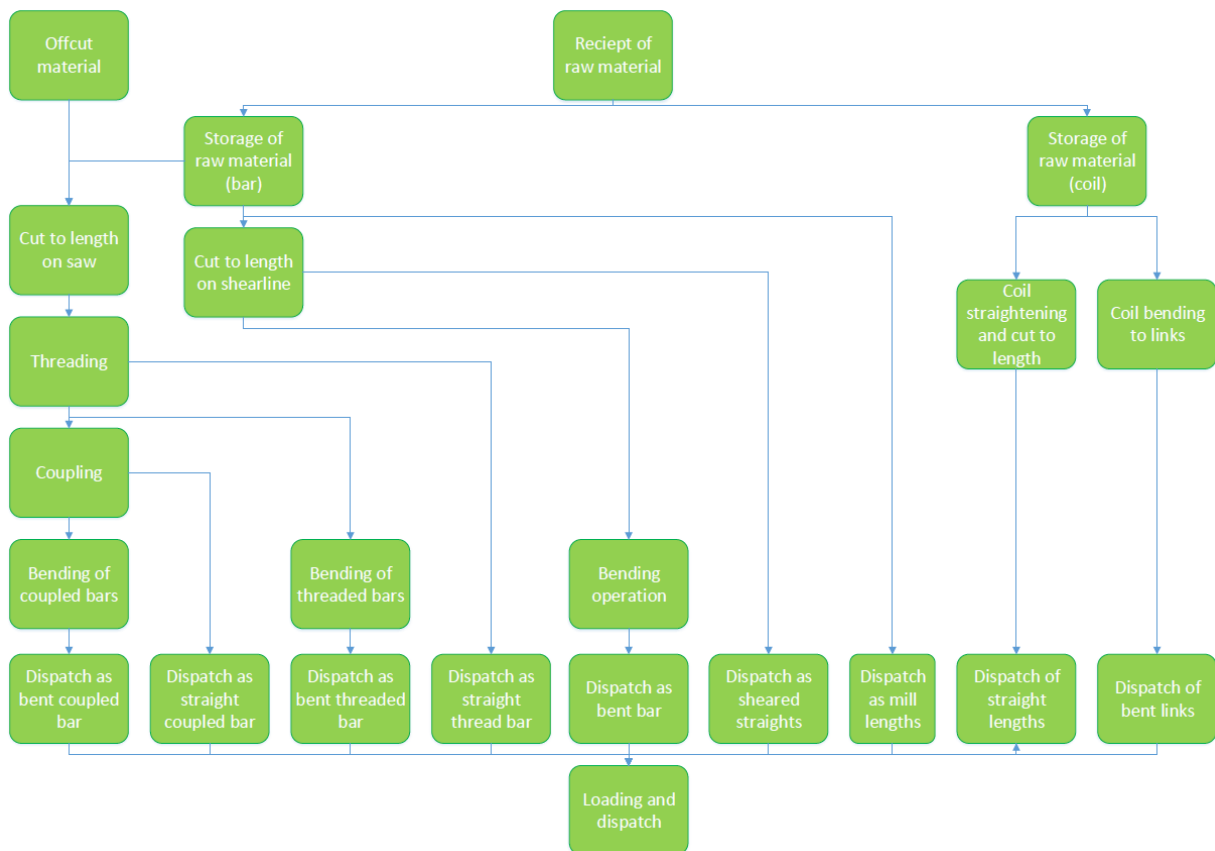 Offcut
material
Reciept of
raw material
Storage of
raw material
(bar)
Storage of
raw material
(coil)
Cut to length
on saw
Cut to length
on shearline
Coil
straightening
and cut to
length
Coil bending
to links
Threading
Coupling
Bending of
coupled bars
Bending of
threaded bars
Bending
operation
Dispatch as
bent coupled
bar
Dispatch as
straight
coupled bar
Dispatch as
bent threaded
bar
Dispatch as
straight
thread bar
Dispatch as
bent bar
Dispatch as
sheared
straights
Dispatch
as mill
lengths
Dispatch of
straight
lengths
Dispatch of
bent links
Loading and
dispatch